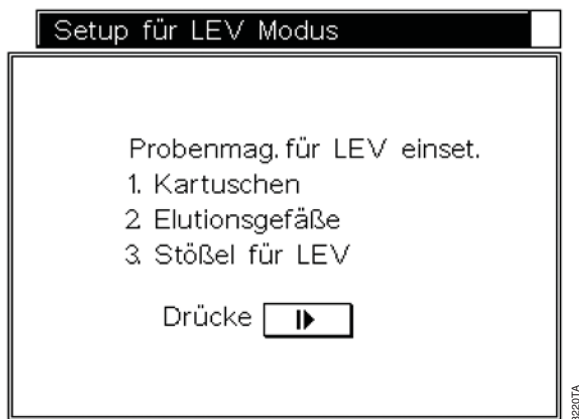 Setup für LEV Modus
Probenmag. für LEV einset.
1. Kartuschen
2. Elutionsgefäße
3. Stößel für LEV
Drücke